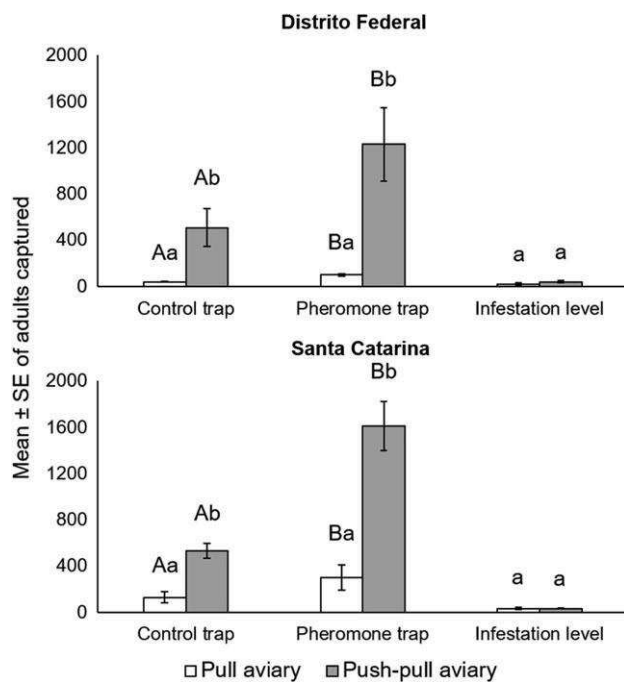 Distrito Federal
2000
1600
1200
800
400
0
Aa
Ab
Ba
Bb
a
a
Control trap
Pheromone trap
Infestation level
Mean ± SE of adults captured
Santa Catarina
2000
1600
1200
800
400
0
Aa
Ab
Ba
Bb
a
a
Control trap
Pheromone trap
Infestation level
Pull aviary
Push-pull aviary